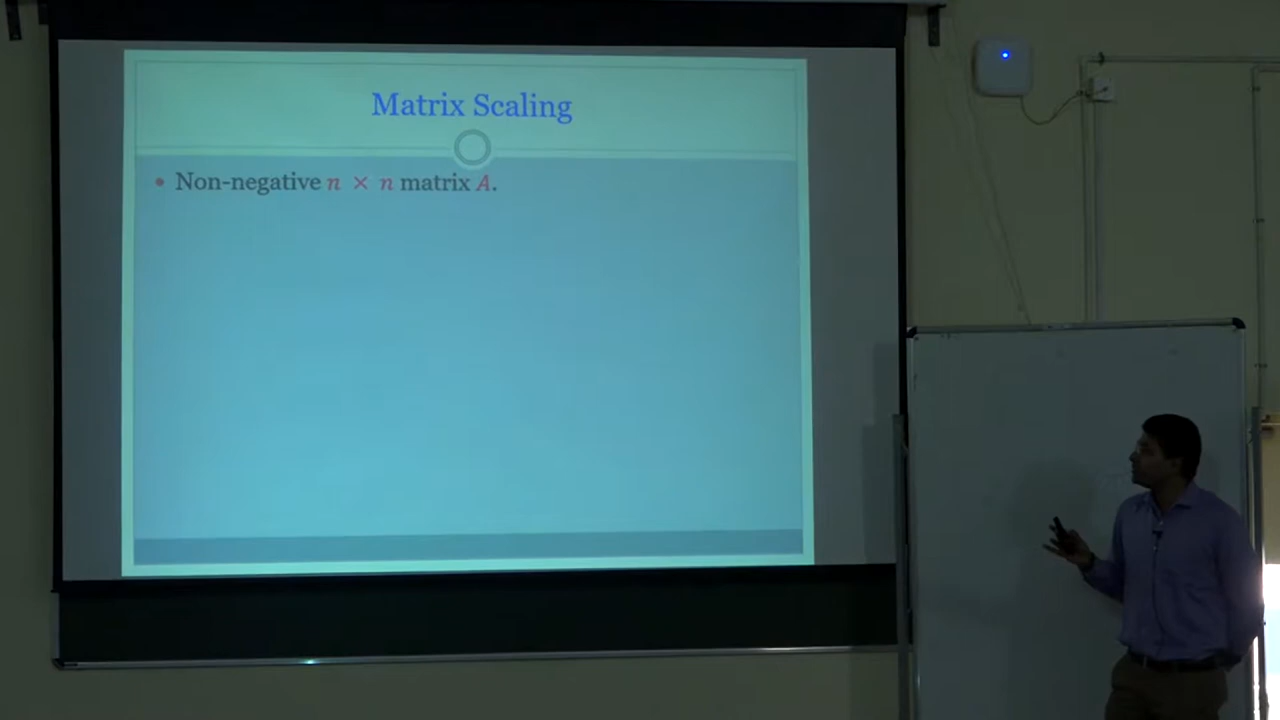 Matrix Scaling
• Non-negative n × n matrix A.